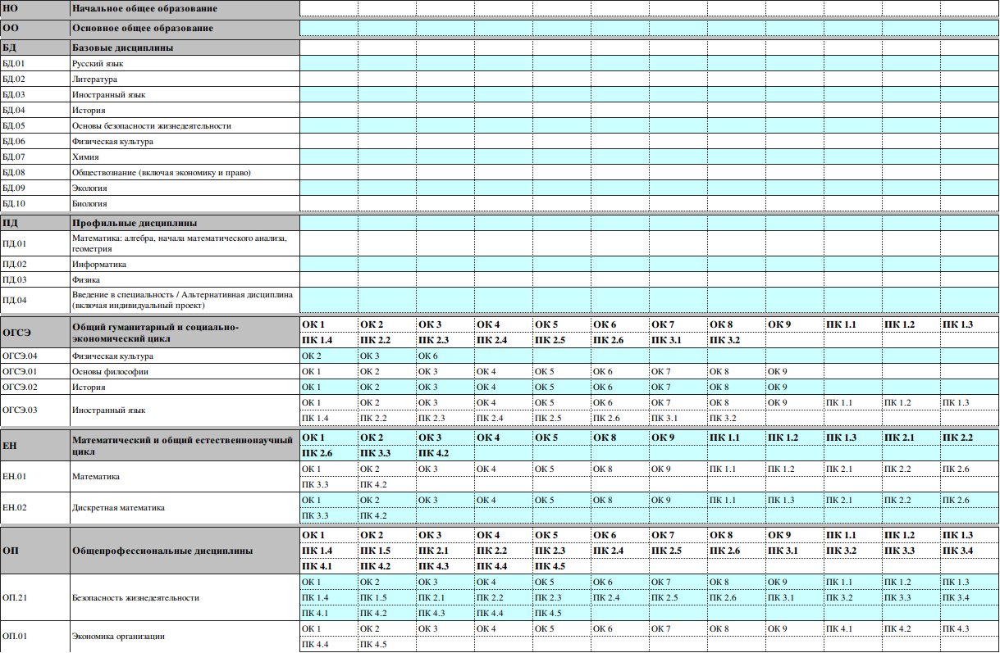 НО Начальное общее образование
ОО Основное общее образование
БД Базовые дисциплины
БД.01 Русский язык
БД.02 Литература
БД.03 Иностранный язык
БД.04 История
БД.05 Основы безопасности жизнедеятельности
БД.06 Физическая культура
БД.07 Химия
БД.08 Обществознание (включая экономику и право)
БД.09 Экология
БД.10 Биология
ПД Профильные дисциплины
ПД.01 Математика: алгебра, начала математического анализа,
геометрия
ПД.02 Информатика
ПД.03 Физика
ПД.04 Введение в специальность / Альтернативная дисциплина
(включая индивидуальный проект)
ОГСЭ Общий гуманитарный и социально-
экономический цикл
ОК 1 ОК 2 ОК 3 ОК 4 ОК 5 ОК 6 ОК 7 ОК 8 ОК 9 ПК 1.1 ПК 1.2 ПК 1.3
ПК 1.4 ПК 2.2 ПК 2.3 ПК 2.4 ПК 2.5 ПК 2.6 ПК 3.1 ПК 3.2
ОГСЭ.04 Физическая культура ОК 2 ОК 3 ОК 6
ОГСЭ.01 Основы философии ОК 1 ОК 2 ОК 3 ОК 4 ОК 5 ОК 6 ОК 7 ОК 8 ОК 9
ОГСЭ.02 История ОК 1 ОК 2 ОК 3 ОК 4 ОК 5 ОК 6 ОК 7 ОК 8 ОК 9
ОГСЭ.03 Иностранный язык ОК 1 ОК 2 ОК 3 ОК 4 ОК 5 ОК 6 ОК 7 ОК 8 ОК 9 ПК 1.1 ПК 1.2 ПК 1.3
ПК 1.4 ПК 2.2 ПК 2.3 ПК 2.4 ПК 2.5 ПК 2.6 ПК 3.1 ПК 3.2
ЕН Математический и общий естественнонаучный
цикл
ОК 1 ОК 2 ОК 3 ОК 4 ОК 5 ОК 8 ОК 9 ПК 1.1 ПК 1.2 ПК 1.3 ПК 2.1 ПК 2.2
ПК 2.6 ПК 3.3 ПК 4.2
ЕН.01 Математика ОК 1 ОК 2 ОК 3 ОК 4 ОК 5 ОК 8 ОК 9 ПК 1.1 ПК 1.2 ПК 2.1 ПК 2.2 ПК 2.6
ПК 3.3 ПК 4.2
ЕН.02 Дискретная математика ОК 1 ОК 2 ОК 3 ОК 4 ОК 5 ОК 8 ОК 9 ПК 1.1 ПК 1.3 ПК 2.1 ПК 2.2 ПК 2.6
ПК 3.3 ПК 4.2
ОП Общепрофессиональные дисциплины
ОК 1 ОК 2 ОК 3 ОК 4 ОК 5 ОК 6 ОК 7 ОК 8 ОК 9 ПК 1.1 ПК 1.2 ПК 1.3
ПК 1.4 ПК 1.5 ПК 2.1 ПК 2.2 ПК 2.3 ПК 2.4 ПК 2.5 ПК 2.6 ПК 3.1 ПК 3.2 ПК 3.3 ПК 3.4
ПК 4.1 ПК 4.2 ПК 4.3 ПК 4.4 ПК 4.5
ОП.21 Безопасность жизнедеятельности
ОК 1 ОК 2 ОК 3 ОК 4 ОК 5 ОК 6 ОК 7 ОК 8 ОК 9 ПК 1.1 ПК 1.2 ПК 1.3
ПК 1.4 ПК 1.5 ПК 2.1 ПК 2.2 ПК 2.3 ПК 2.4 ПК 2.5 ПК 2.6 ПК 3.1 ПК 3.2 ПК 3.3 ПК 3.4
ПК 4.1 ПК 4.2 ПК 4.3 ПК 4.4 ПК 4.5
ОП.01 Экономика организации ОК 1 ОК 2 ОК 3 ОК 4 ОК 5 ОК 6 ОК 7 ОК 8 ОК 9 ПК 4.1 ПК 4.2 ПК 4.3
ПК 4.4 ПК 4.5